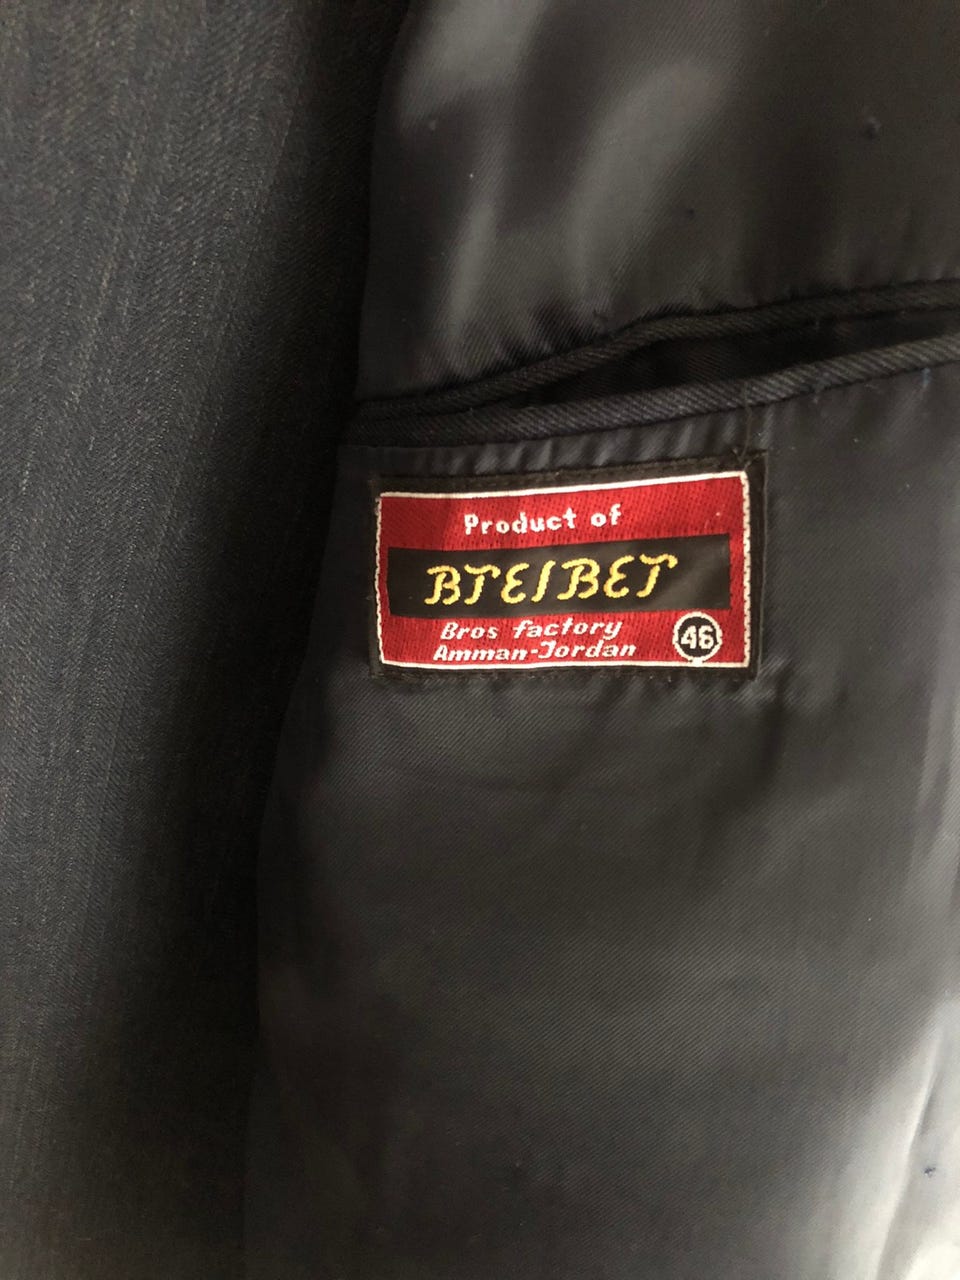 Product of
BTEIBET
Bros factory
Amman-Jordan
46